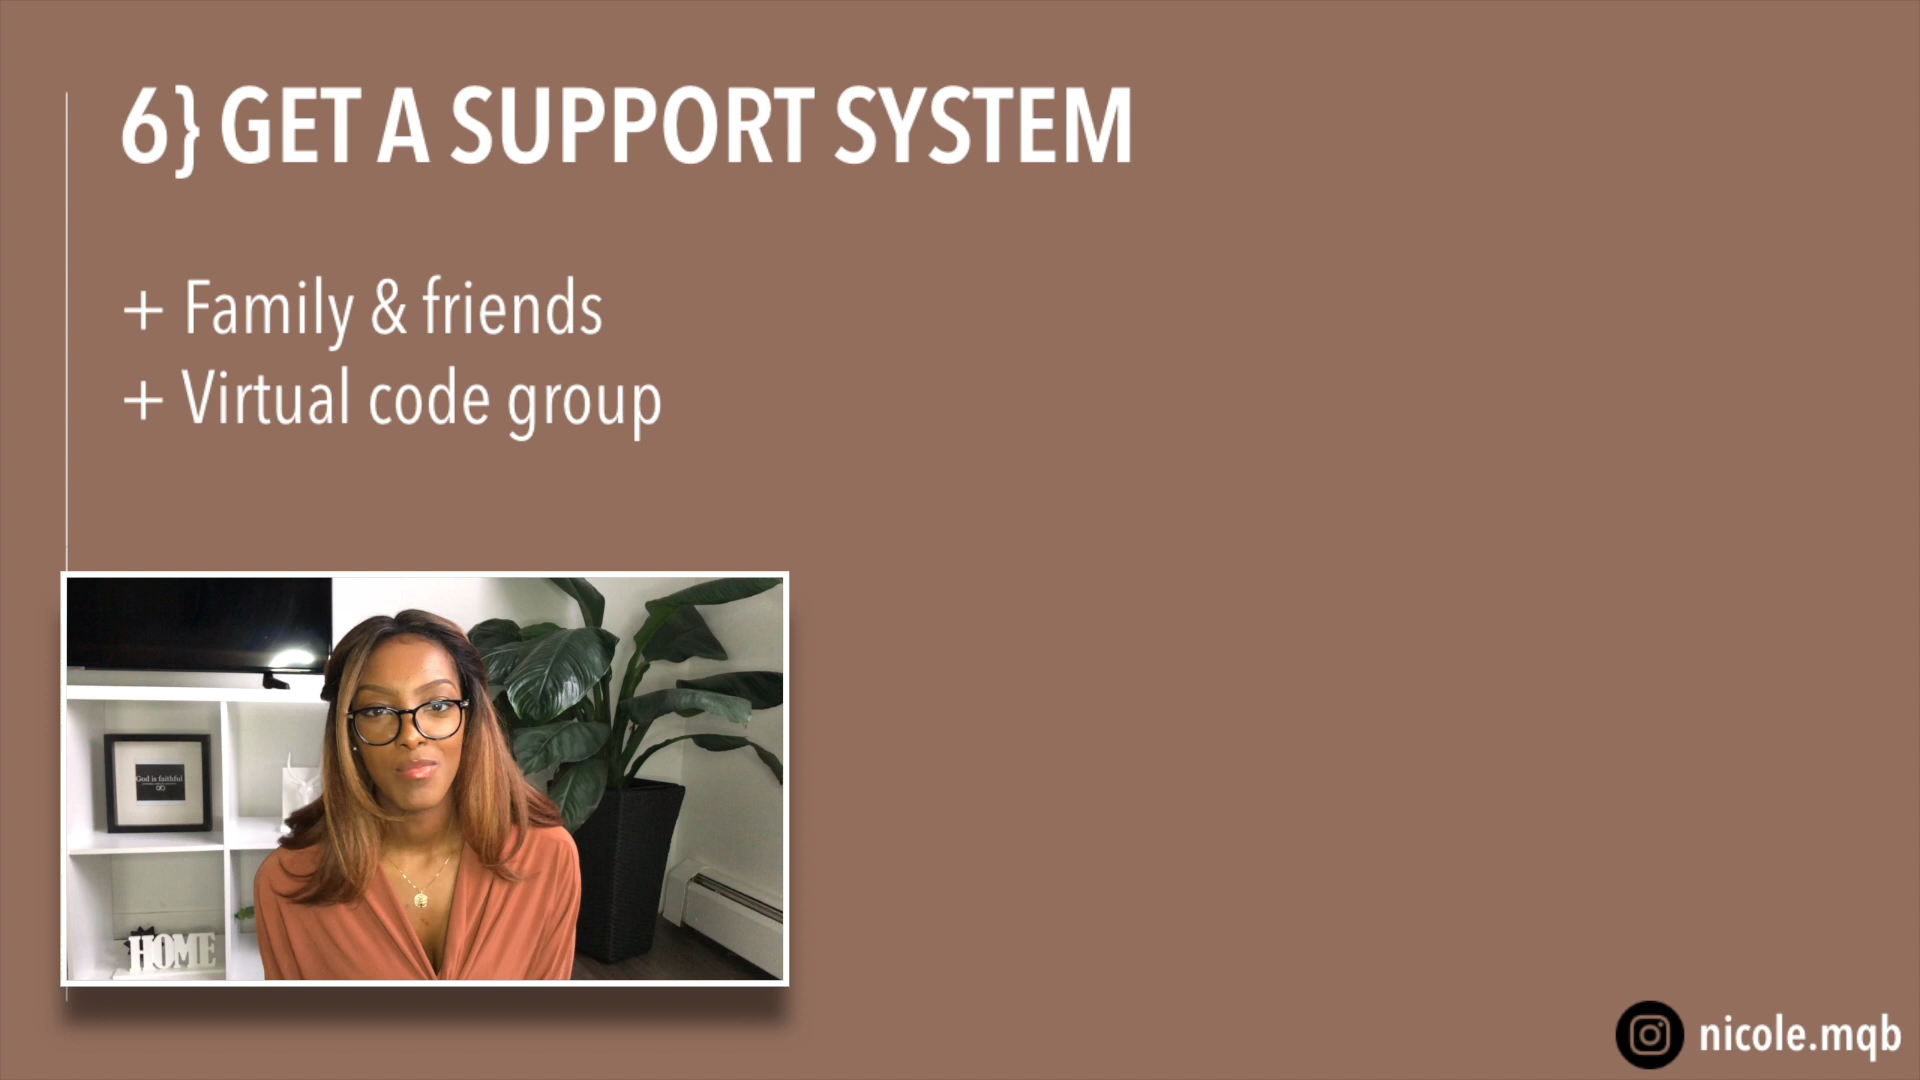 6} GET A SUPPORT SYSTEM
+ Family & friends
+ Virtual code group
God is faithful
HOME
nicole.mqb